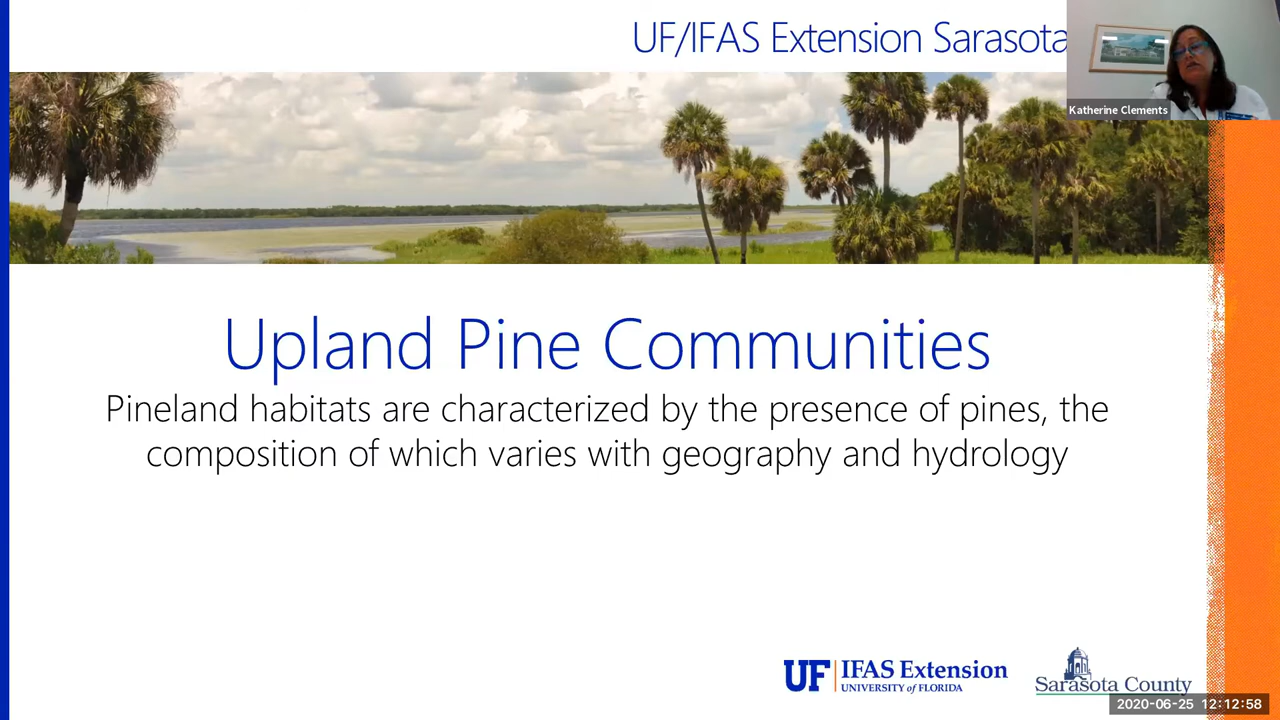 UF/IFAS Extension Sarasota
Katherine Clements
Upland Pine Communities
Pineland habitats are characterized by the presence of pines, the
composition of which varies with geography and hydrology
UF IFAS Extension
UNIVERSITY of FLORIDA
Sarasota County
2020-06-25 12:12:58